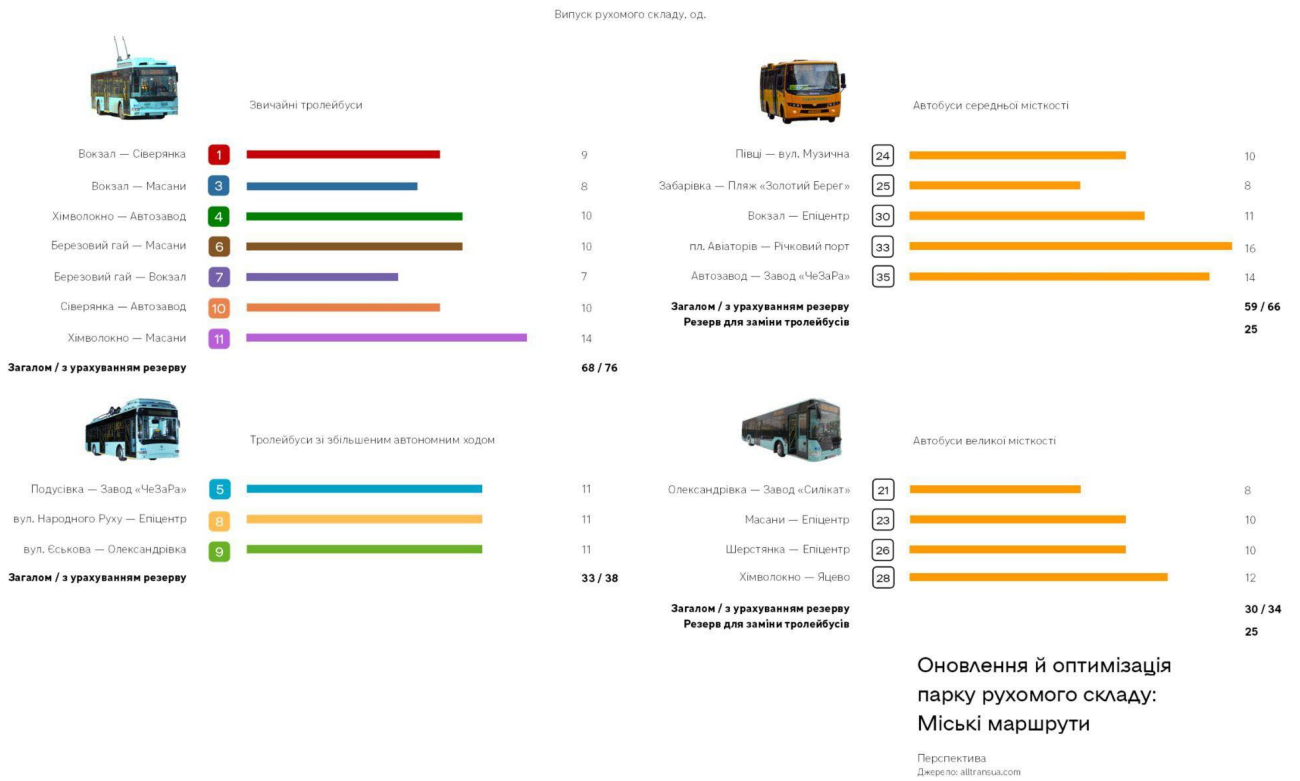 Випуск рухомого складу, од.
Звичайні тролейбуси
Вокзал — Сіверянка 1 9
Вокзал — Масани 3 8
Хімволокно — Автозавод 4 10
Березовий гай — Масани 6 10
Березовий гай — Вокзал 7 7
Сіверянка — Автозавод 10 10
Хімволокно — Масани 11 14
Загалом / з урахуванням резерву 68 / 76
Автобуси середньої місткості
Півці — вул. Музична 24 10
Забарівка — Пляж «Золотий Берег» 25 8
Вокзал — Епіцентр 30 11
пл. Авіаторів — Річковий порт 33 16
Автозавод — Завод «ЧеЗаРа» 35 14
Загалом / з урахуванням резерву 59 / 66
Резерв для заміни тролейбусів 25
Тролейбуси зі збільшеним автономним ходом
Подусівка — Завод «ЧеЗаРа» 5 11
вул. Народного Руху — Епіцентр 8 11
вул. Єськова — Олександрівка 9 11
Загалом / з урахуванням резерву 33 / 38
Автобуси великої місткості
Олександрівка — Завод «Силікат» 21 8
Масани — Епіцентр 23 10
Шерстянка — Епіцентр 26 10
Хімволокно — Яцево 28 12
Загалом / з урахуванням резерву 30 / 34
Резерв для заміни тролейбусів 25
Оновлення й оптимізація
парку рухомого складу:
Міські маршрути
Перспектива
Джерело: alltransua.com